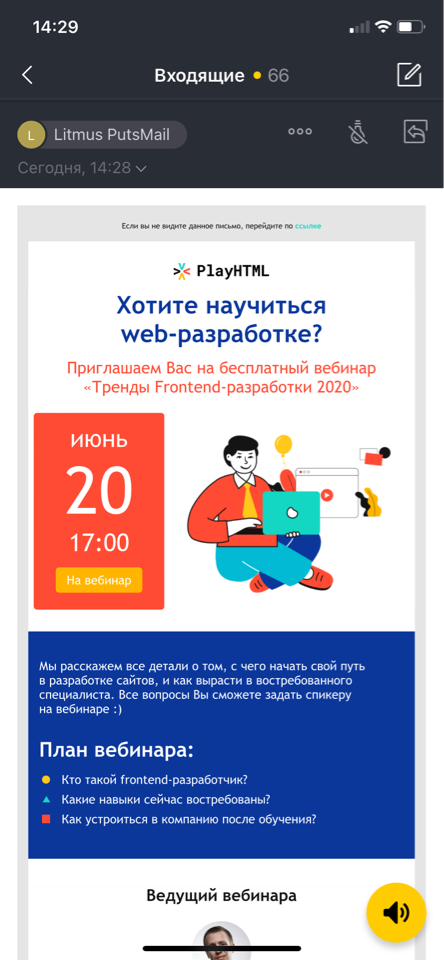 14:29
Входящие • 66
L Litmus PutsMail
Сегодня, 14:28
Если вы не видите данное письмо, перейдите по ссылке
PlayHTML
Хотите научиться
web-разработке?
Приглашаем Вас на бесплатный вебинар
«Тренды Frontend-разработки 2020»
ИЮНЬ
20
17:00
На вебинар
Мы расскажем все детали о том, с чего начать свой путь
в разработке сайтов, и как вырасти в востребованного
специалиста. Все вопросы Вы сможете задать спикеру
на вебинаре :)
План вебинара:
Кто такой frontend-разработчик?
Какие навыки сейчас востребованы?
Как устроиться в компанию после обучения?
Ведущий вебинара